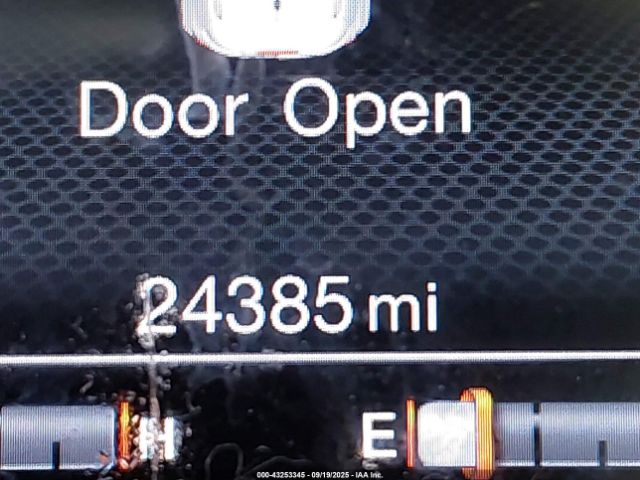 Door Open
24385 mi
H E
000-43253345 - 09/19/2025 - IAA Inc.